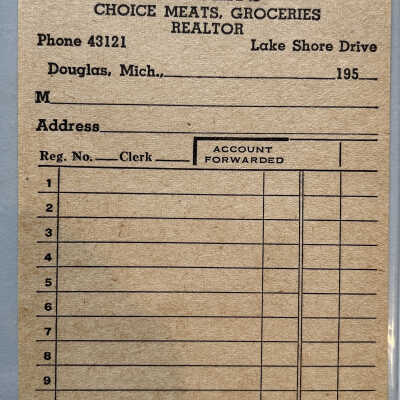 CHOICE MEATS, GROCERIES
REALTOR
Phone 43121 Lake Shore Drive
Douglas, Mich., 195
M
Address
Reg. No. Clerk ACCOUNT FORWARDED
1
2
3
4
5
6
7
8
9